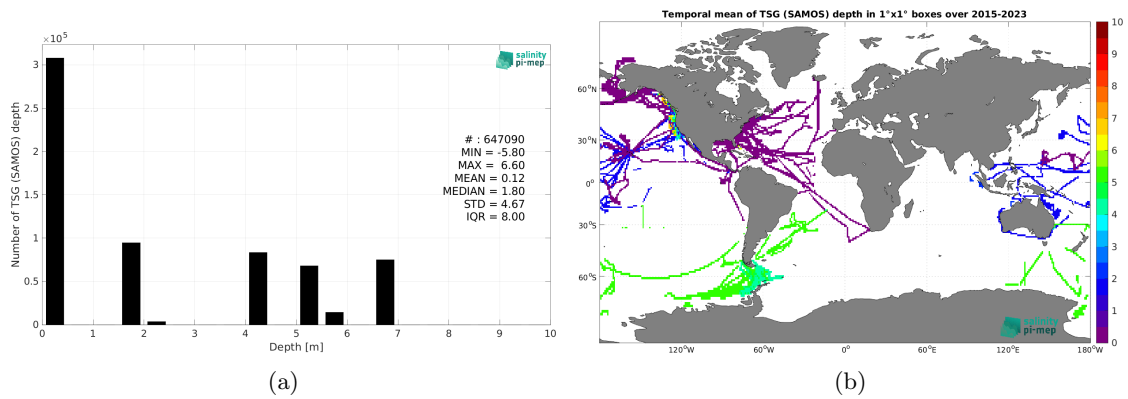 ×10⁵
3.5
3
2.5
2
1.5
1
0.5
0
Number of TSG (SAMOS) depth
salinity
pi-mep
# : 647090
MIN = -5.80
MAX = 6.60
MEAN = 0.12
MEDIAN = 1.80
STD = 4.67
IQR = 8.00
0 1 2 3 4 5 6 7 8 9 10
Depth [m]
(a)
Temporal mean of TSG (SAMOS) depth in 1°x1° boxes over 2015-2023
60°N
30°N
0°
30°S
60°S
120°W 60°W 0° 60°E 120°E 180°W
salinity
pi-mep
10
9
8
7
6
5
4
3
2
1
0
(b)